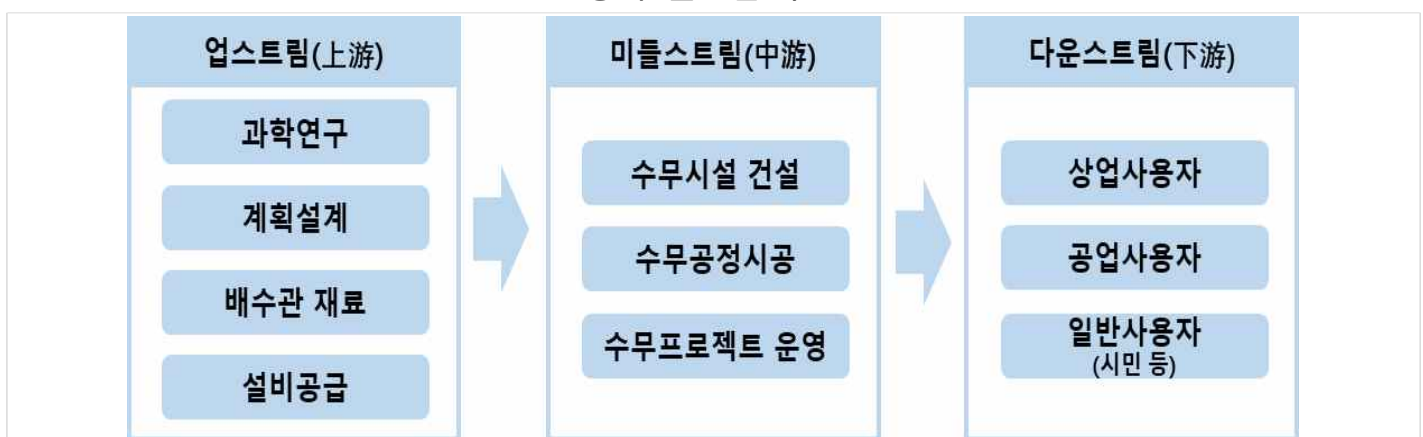 업스트림(上游)
과학연구
계획설계
배수관 재료
설비공급
미들스트림(中游)
수무시설 건설
수무공정시공
수무프로젝트 운영
다운스트림(下游)
상업사용자
공업사용자
일반사용자
(시민 등)